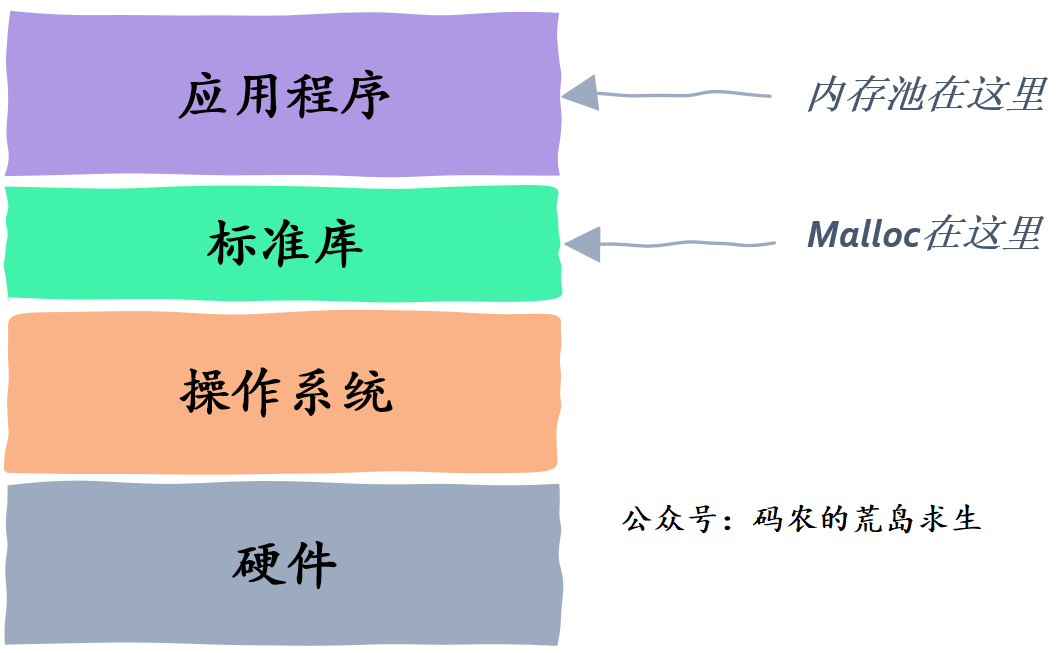 应用程序
内存池在这里
标准库
Malloc在这里
操作系统
公众号：码农的荒岛求生
硬件